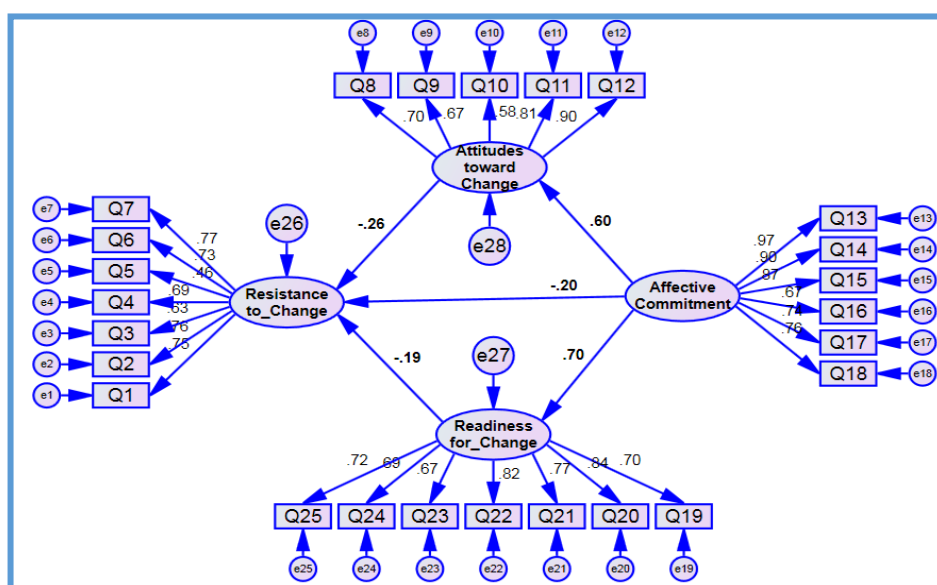 e8 e9 e10 e11 e12
Q8 Q9 Q10 Q11 Q12
.70 .67 .58 .81 .90
Attitudes
toward
Change
e28
-.26
.60
e7 Q7
e6 Q6
e5 Q5
e4 Q4
e3 Q3
e2 Q2
e1 Q1
.77
.73
.46
.69
.63
.76
.75
e26
Resistance
to_Change
-.20
Affective
Commitment
.97
.90
.87
.67
.74
.76
Q13 e13
Q14 e14
Q15 e15
Q16 e16
Q17 e17
Q18 e18
-.19
e27
.70
Readiness
for_Change
.72 .69 .67 .82 .77 .84 .70
Q25 Q24 Q23 Q22 Q21 Q20 Q19
e25 e24 e23 e22 e21 e20 e19